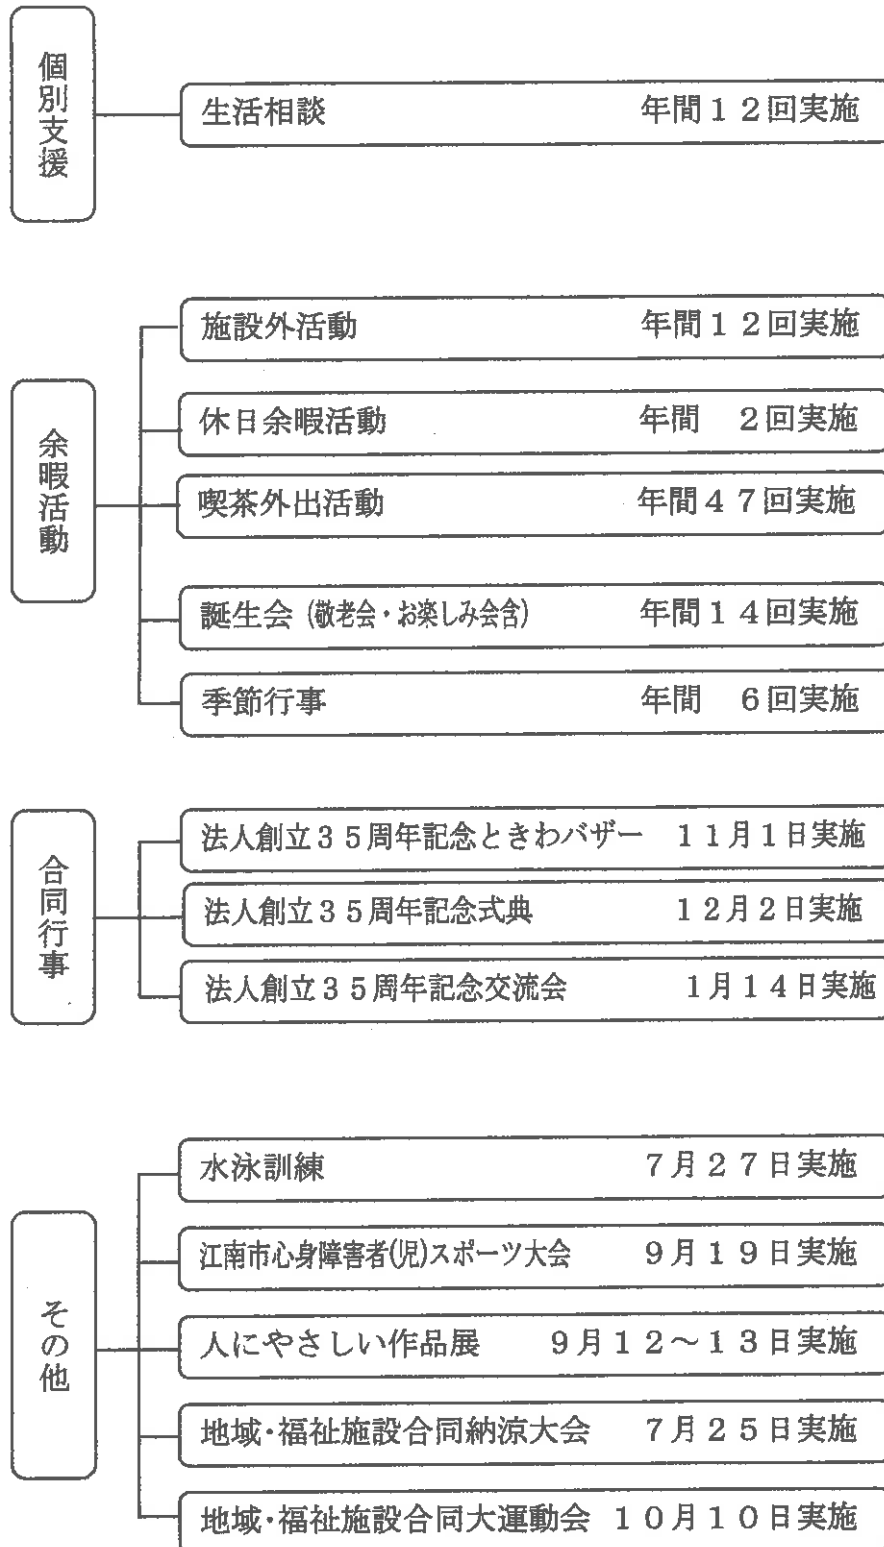 個別支援
生活相談 年間12回実施
余暇活動
施設外活動 年間12回実施
休日余暇活動 年間 2回実施
喫茶外出活動 年間47回実施
誕生会(敬老会・お楽しみ会含) 年間14回実施
季節行事 年間 6回実施
合同行事
法人創立35周年記念ときわバザー 11月1日実施
法人創立35周年記念式典 12月2日実施
法人創立35周年記念交流会 1月14日実施
その他
水泳訓練 7月27日実施
江南市心身障害者(児)スポーツ大会 9月19日実施
人にやさしい作品展 9月12~13日実施
地域・福祉施設合同納涼大会 7月25日実施
地域・福祉施設合同大運動会 10月10日実施